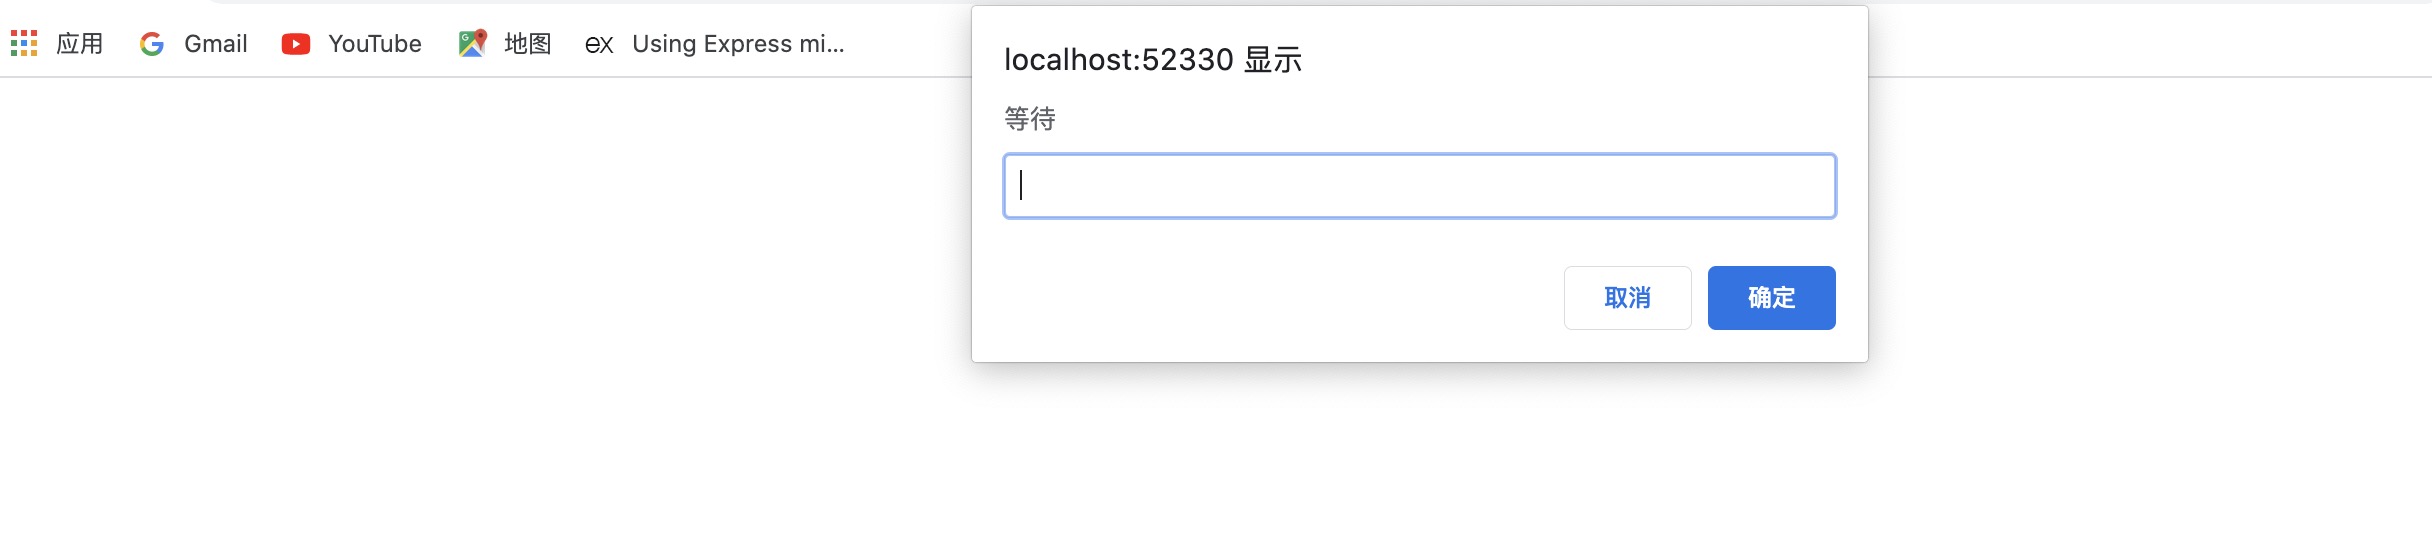 应用 Gmail YouTube 地图 ex Using Express mi...
localhost:52330 显示
等待
取消 确定